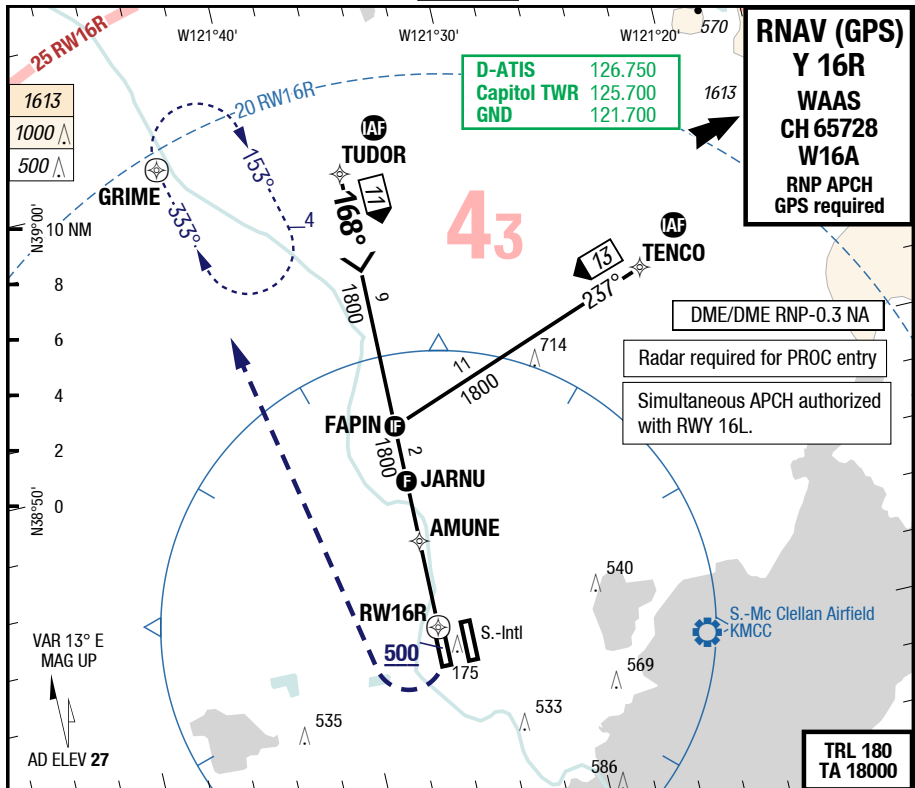 W121°40'
W121°30'
W121°20'
570
RNAV (GPS)
Y 16R
WAAS
CH 65728
W16A
RNP APCH
GPS required
25 RW16R
D-ATIS 126.750
Capitol TWR 125.700
GND 121.700
1613
1000
500
20 RW16R
1613
IAF
TUDOR
GRIME
153°
333°
4
11
168°
43
IAF
TENCO
13
237°
N39°00'
10 NM
8
6
4
2
0
N38°50'
9
1800
DME/DME RNP-0.3 NA
Radar required for PROC entry
Simultaneous APCH authorized
with RWY 16L.
714
11
1800
FAPIN IF
2
1800
F JARNU
AMUNE
540
RW16R
S.-Intl
500
175
S.-Mc Clellan Airfield
KMCC
VAR 13° E
MAG UP
569
535
533
586
AD ELEV 27
TRL 180
TA 18000